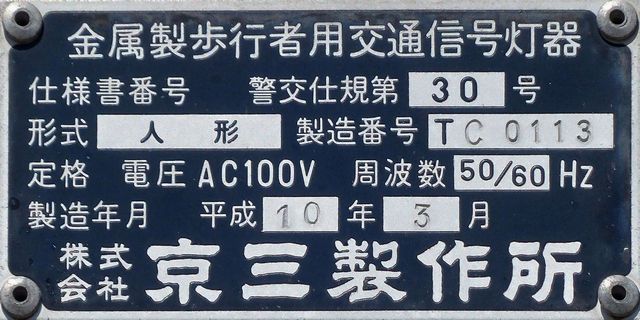 金属製歩行者用交通信号灯器
仕様書番号 警交仕規第 30 号
形式 人形 製造番号 TC0113
定格 電圧 AC100V 周波数 50/60 Hz
製造年月 平成 10 年 3 月
株式会社 京三製作所